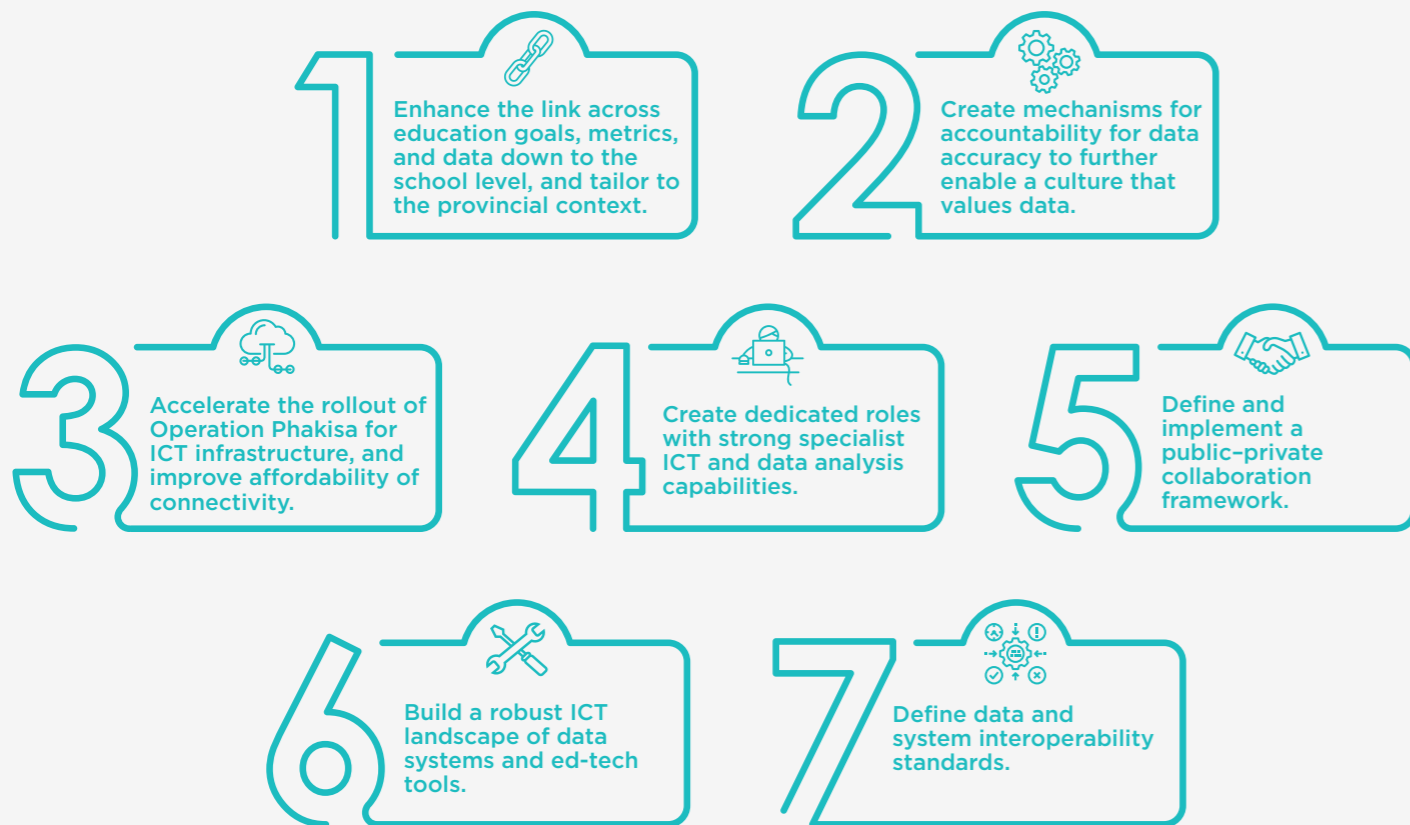 1
Enhance the link across
education goals, metrics,
and data down to the
school level, and tailor to
the provincial context.
2
Create mechanisms for
accountability for data
accuracy to further
enable a culture that
values data.
3
Accelerate the rollout of
Operation Phakisa for
ICT infrastructure, and
improve affordability of
connectivity.
4
Create dedicated roles
with strong specialist
ICT and data analysis
capabilities.
5
Define and
implement a
public–private
collaboration
framework.
6
Build a robust ICT
landscape of data
systems and ed-tech
tools.
7
Define data and
system interoperability
standards.